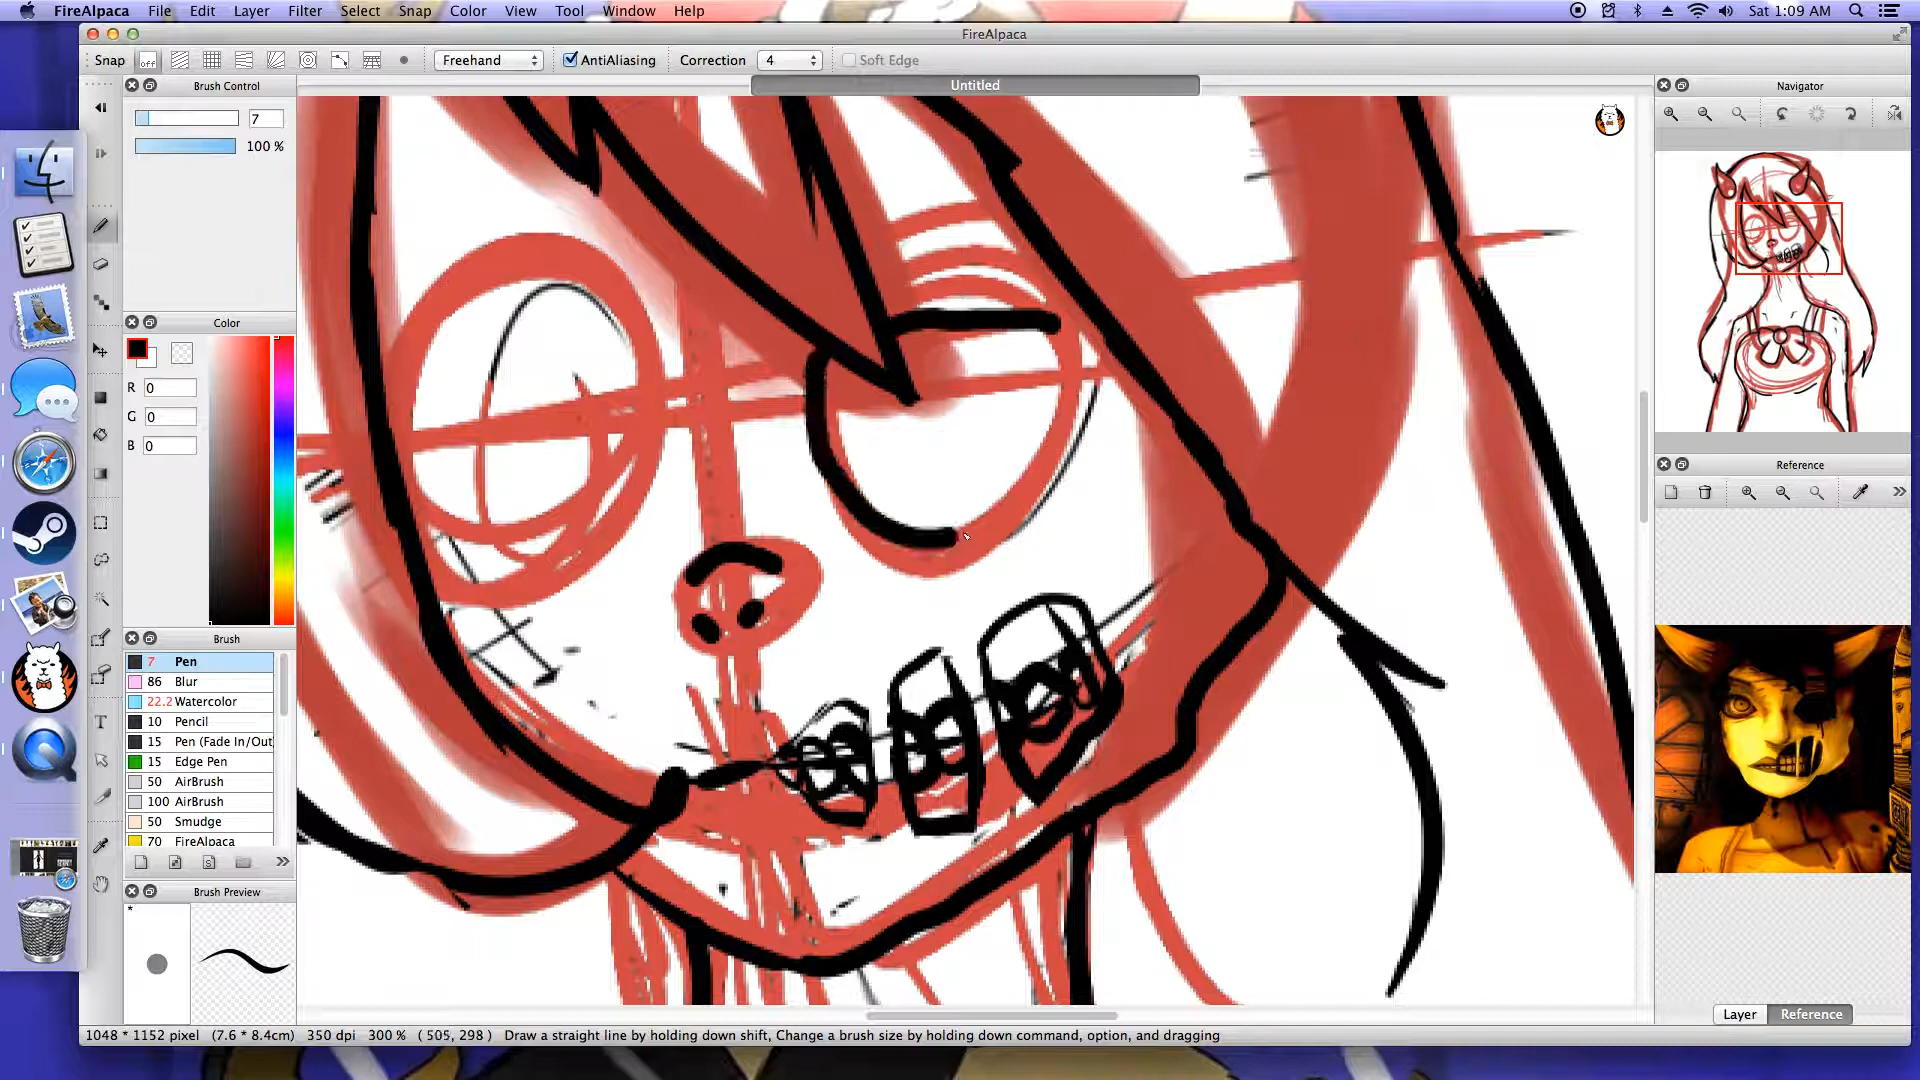 FireAlpaca File Edit Layer Filter Select Snap Color View Tool Window Help Sat 1:09 AM
FireAlpaca
Snap off Freehand AntiAliasing Correction 4 Soft Edge
Brush Control
Untitled
Navigator
7
100 %
Color
R 0
G 0
B 0
Reference
Brush
7 Pen
86 Blur
22.2 Watercolor
10 Pencil
15 Pen (Fade In/Out
15 Edge Pen
50 AirBrush
100 AirBrush
50 Smudge
70 FireAlpaca
Brush Preview
*
Layer Reference
1048 * 1152 pixel (7.6 * 8.4cm) 350 dpi 300 % ( 505, 298 ) Draw a straight line by holding down shift, Change a brush size by holding down command, option, and dragging